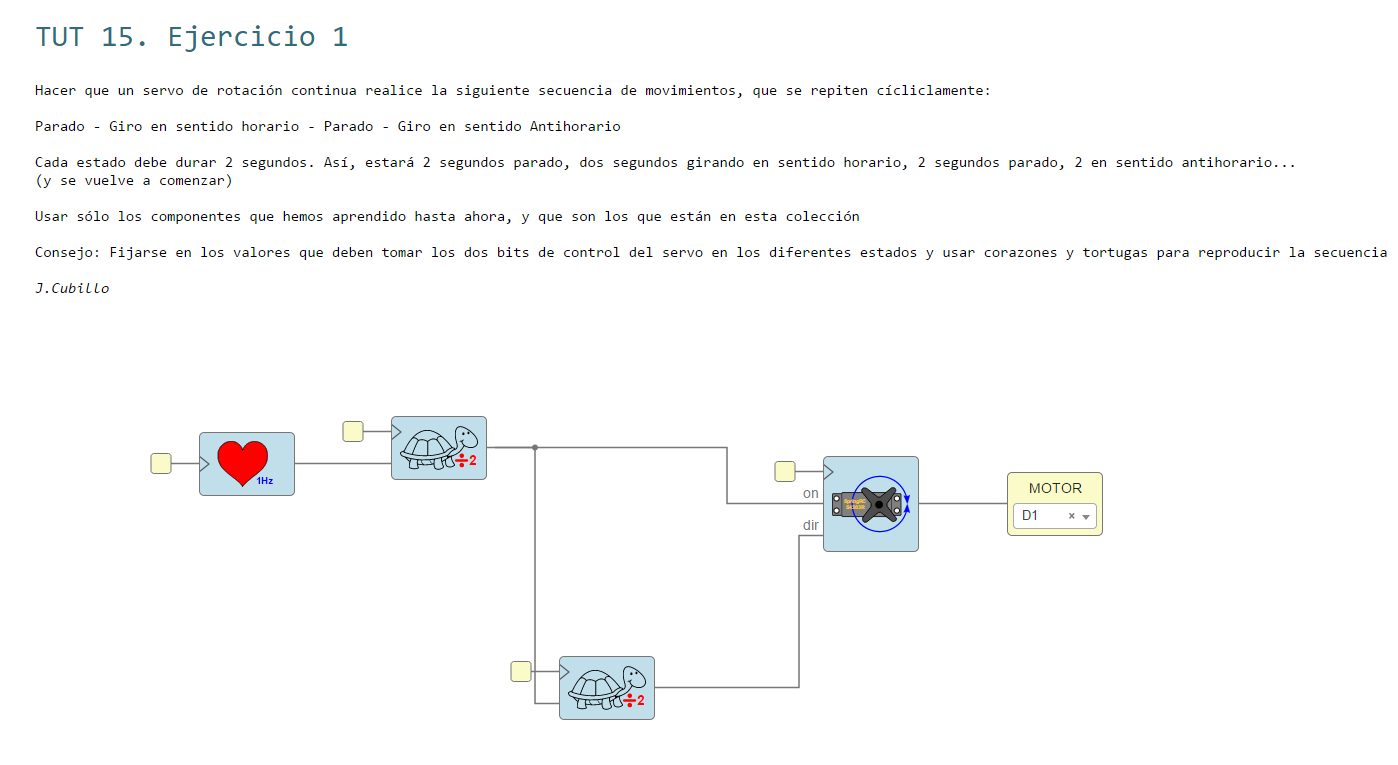 TUT 15. Ejercicio 1
Hacer que un servo de rotación continua realice la siguiente secuencia de movimientos, que se repiten cícliclamente:
Parado - Giro en sentido horario - Parado - Giro en sentido Antihorario
Cada estado debe durar 2 segundos. Así, estará 2 segundos parado, dos segundos girando en sentido horario, 2 segundos parado, 2 en sentido antihorario...
(y se vuelve a comenzar)
Usar sólo los componentes que hemos aprendido hasta ahora, y que son los que están en esta colección
Consejo: Fijarse en los valores que deben tomar los dos bits de control del servo en los diferentes estados y usar corazones y tortugas para reproducir la secuencia
J.Cubillo
1Hz
÷2
on
dir
MOTOR
D1 ×
÷2